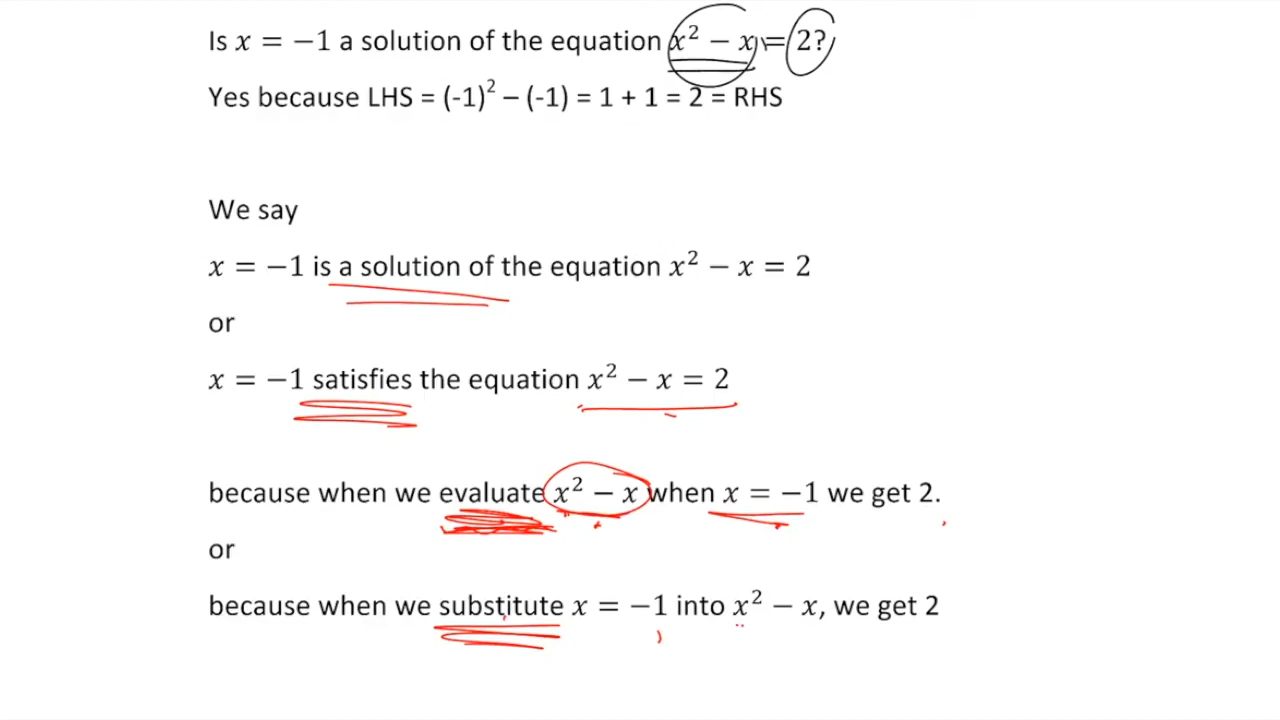 Is x = −1 a solution of the equation x² − x = 2?
Yes because LHS = (-1)² – (-1) = 1 + 1 = 2 = RHS
We say
x = −1 is a solution of the equation x² − x = 2
or
x = −1 satisfies the equation x² − x = 2
because when we evaluate x² − x when x = −1 we get 2.
or
because when we substitute x = −1 into x² − x, we get 2